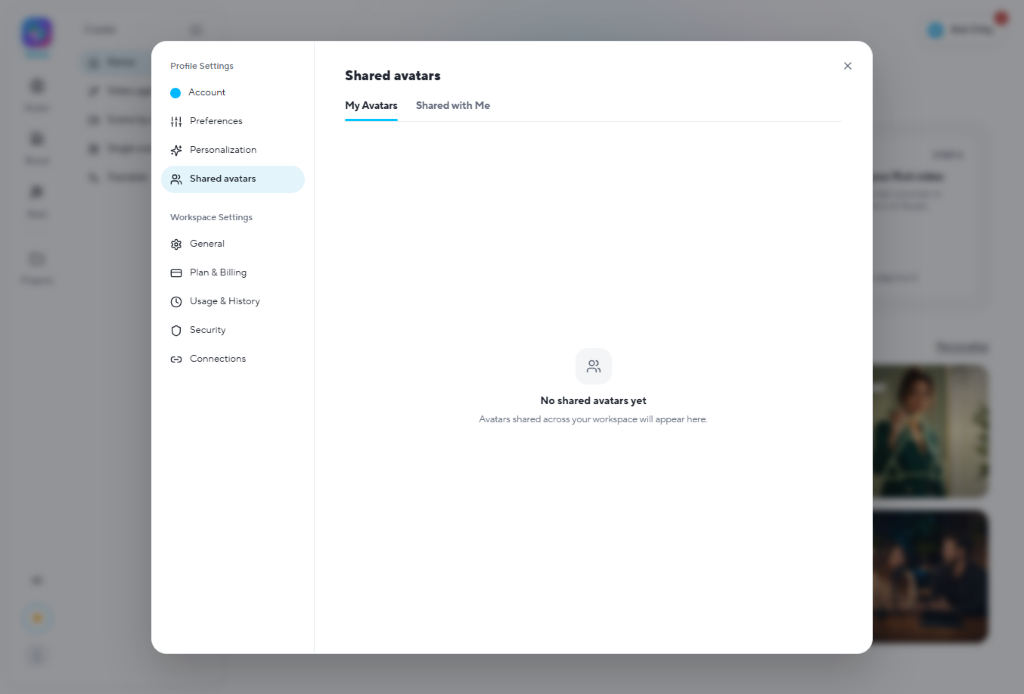 Profile Settings
Account
Preferences
Personalization
Shared avatars
Workspace Settings
General
Plan & Billing
Usage & History
Security
Connections
Shared avatars
My Avatars
Shared with Me
No shared avatars yet
Avatars shared across your workspace will appear here.